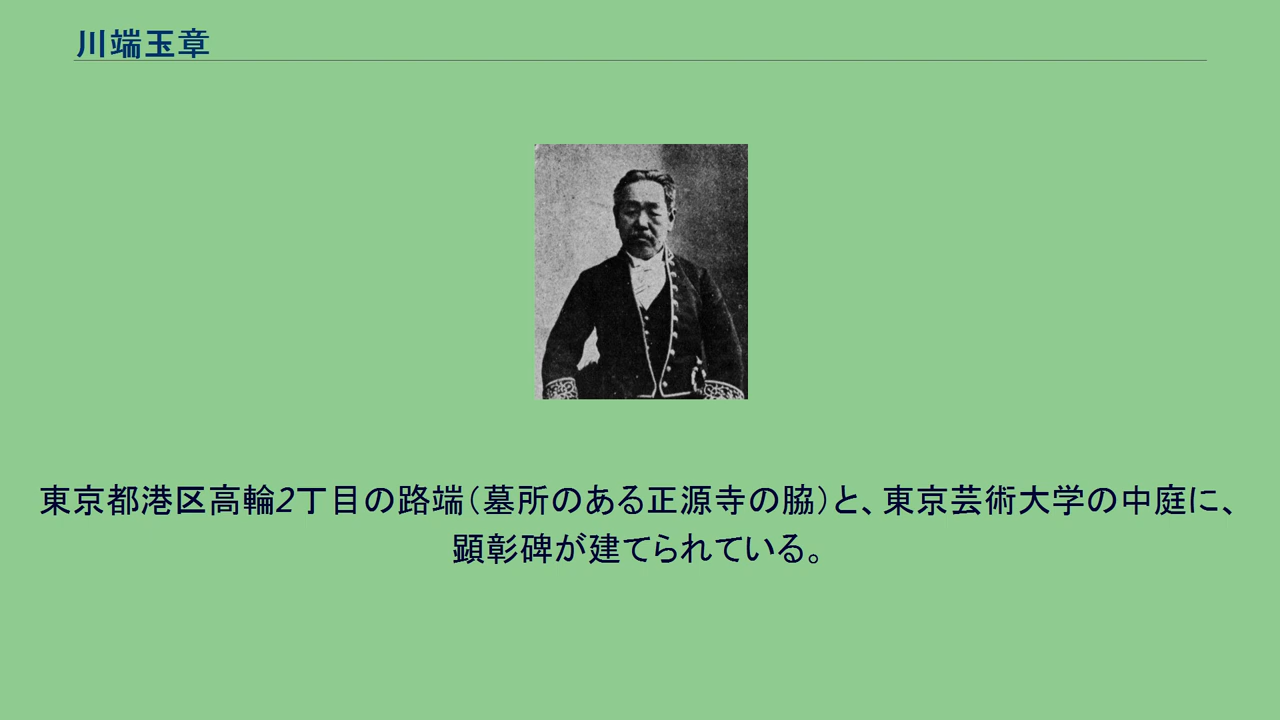 川端玉章
東京都港区高輪2丁目の路端（墓所のある正源寺の脇）と、東京芸術大学の中庭に、
顕彰碑が建てられている。